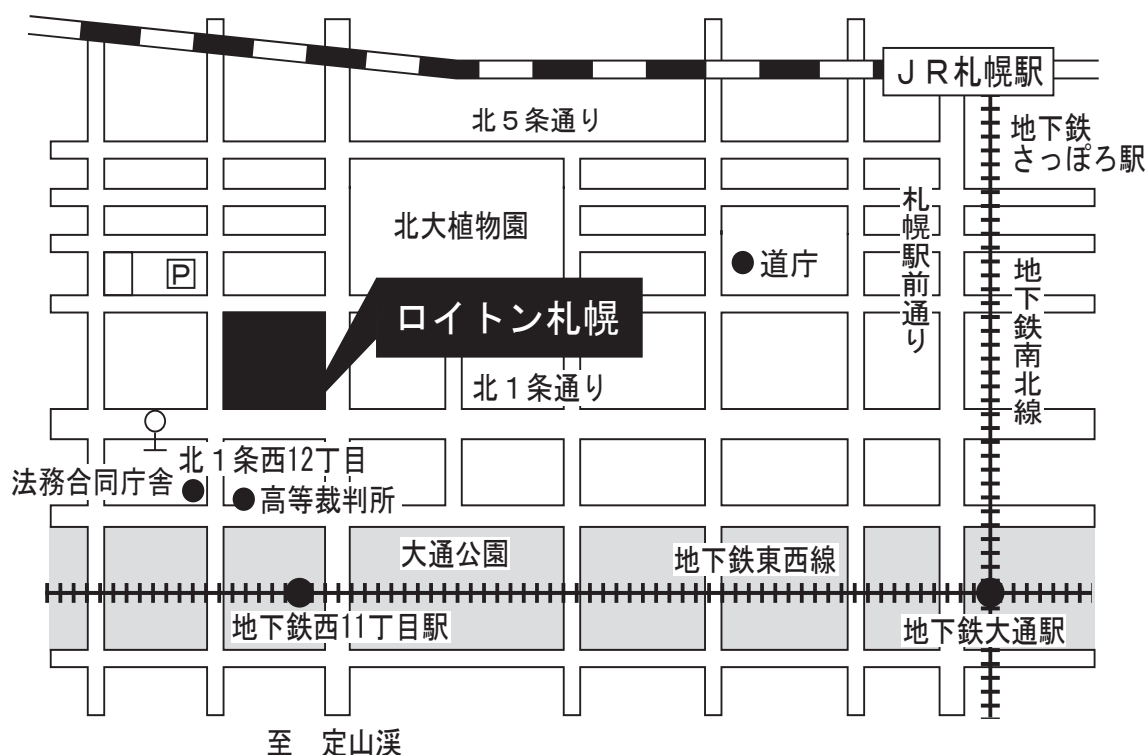 ＪＲ札幌駅
北５条通り
地下鉄
さっぽろ駅
北大植物園
道庁
札幌駅前通り
地下鉄南北線
P
ロイトン札幌
北１条通り
北１条西12丁目
法務合同庁舎
高等裁判所
大通公園
地下鉄東西線
地下鉄西11丁目駅
地下鉄大通駅
至　定山渓